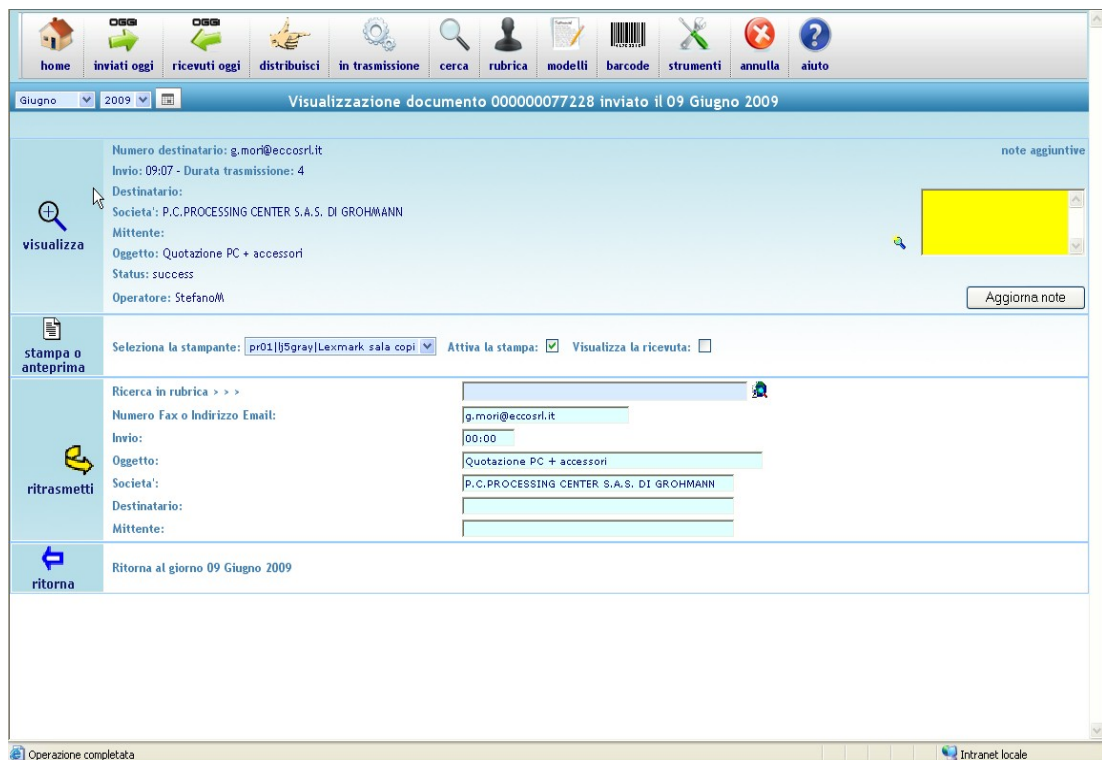 OGGI OGGI
home inviati oggi ricevuti oggi distribuisci in trasmissione cerca rubrica modelli barcode strumenti annulla aiuto
Giugno 2009 Visualizzazione documento 000000077228 inviato il 09 Giugno 2009
Numero destinatario: g.mori@eccosrl.it note aggiuntive
Invio: 09:07 - Durata trasmissione: 4
Destinatario:
Societa': P.C.PROCESSING CENTER S.A.S. DI GROHMANN
Mittente:
visualizza
Oggetto: Quotazione PC + accessori
Status: success
Operatore: StefanoM Aggiorna note
stampa o anteprima
Seleziona la stampante: pr01|lj5gray|Lexmark sala copi Attiva la stampa: Visualizza la ricevuta:
Ricerca in rubrica > > >
Numero Fax o Indirizzo Email: g.mori@eccosrl.it
Invio: 00:00
Oggetto: Quotazione PC + accessori
ritrasmetti
Societa': P.C.PROCESSING CENTER S.A.S. DI GROHMANN
Destinatario:
Mittente:
ritorna
Ritorna al giorno 09 Giugno 2009
Operazione completata Intranet locale